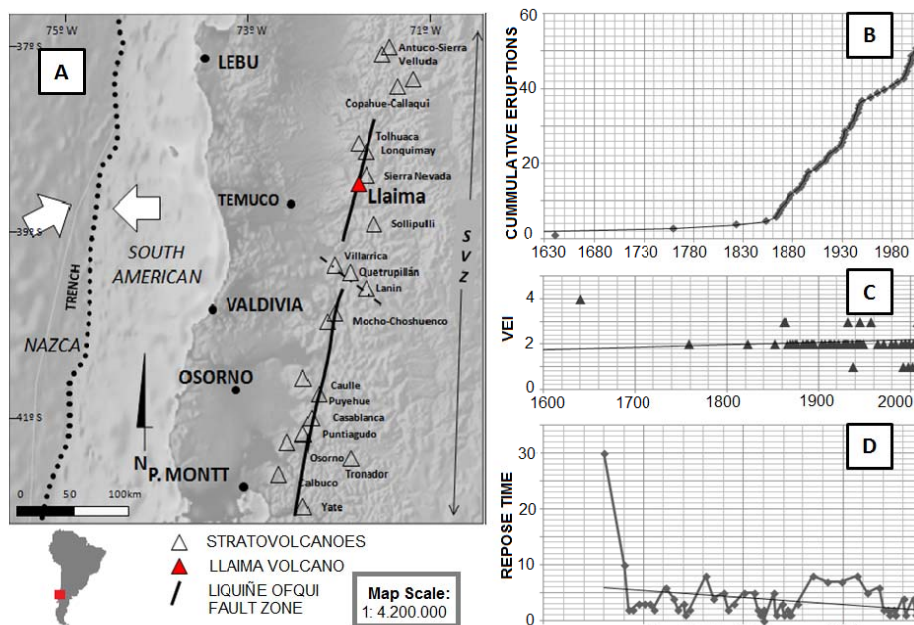 75º W
73ºW
71º W
37º S
A
LEBU
Antuco-Sierra
Velluda
Copahue-Callaqui
Tolhuaca
Lonquimay
Sierra Nevada
Llaima
TEMUCO
39º S
Sollipulli
SOUTH
AMERICAN
TRENCH
NAZCA
SVZ
Villarrica
Quetrupillán
Lanin
VALDIVIA
Mocho-Choshuenco
OSORNO
Caulle
Puyehue
41º S
Casablanca
Puntiagudo
Osorno
Tronador
N
P. MONTT
Calbuco
Yate
0 50 100km
STRATOVOLCANOES
LLAIMA VOLCANO
LIQUIÑE OFQUI
FAULT ZONE
Map Scale:
1: 4.200.000
B
CUMMULATIVE ERUPTIONS
60
40
20
0
1630 1680 1730 1780 1830 1880 1930 1980
C
VEI
4
2
0
1600 1700 1800 1900 2000
D
REPOSE TIME
30
20
10
0